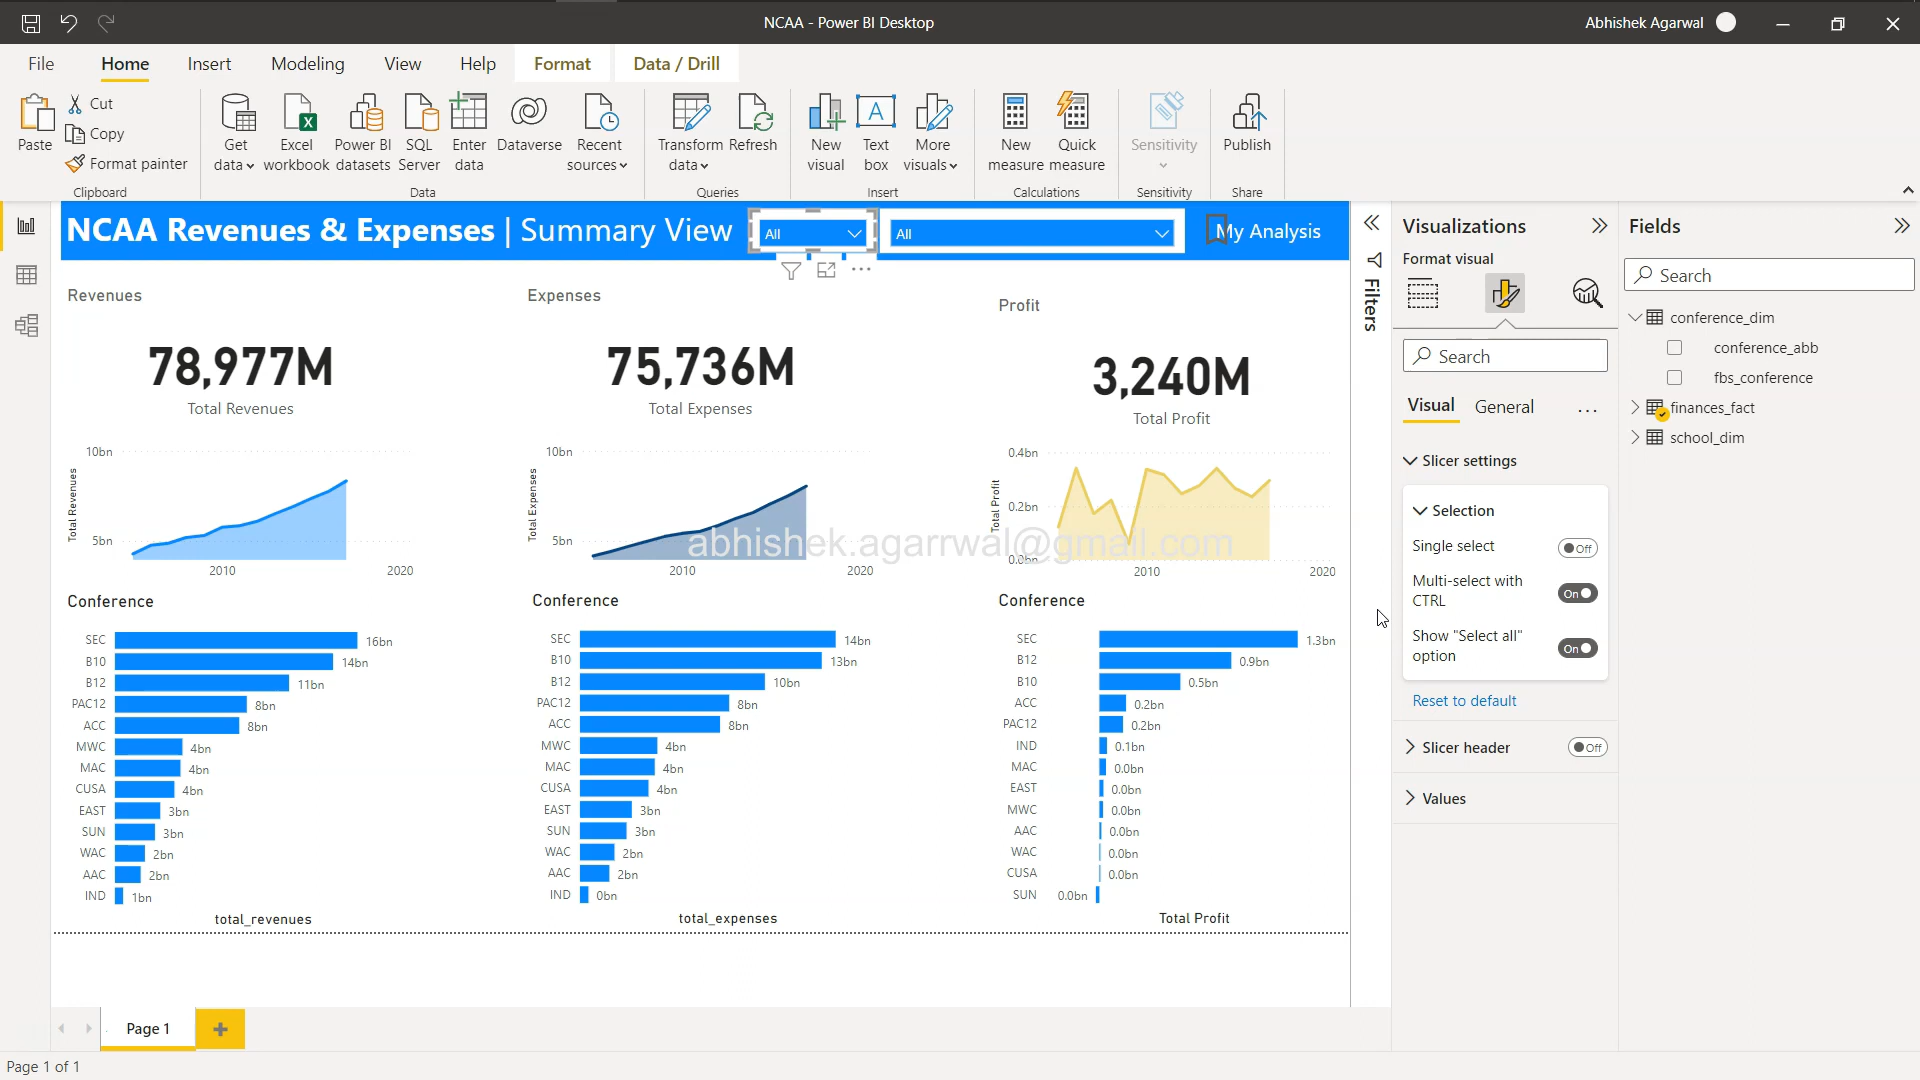 NCAA - Power BI Desktop
Abhishek Agarwal
File Home Insert Modeling View Help Format Data / Drill
Paste
Cut
Copy
Format painter
Get data
Excel workbook
Power BI datasets
SQL Server
Enter data
Dataverse
Recent sources
Transform data
Refresh
New visual
Text box
More visuals
New measure
Quick measure
Sensitivity
Publish
Clipboard Data Queries Insert Calculations Sensitivity Share
NCAA Revenues & Expenses | Summary View
All
All
My Analysis
Revenues
78,977M
Total Revenues
Total Revenues
10bn
5bn
2010 2020
Conference
SEC 16bn
B10 14bn
B12 11bn
PAC12 8bn
ACC 8bn
MWC 4bn
MAC 4bn
CUSA 4bn
EAST 3bn
SUN 3bn
WAC 2bn
AAC 2bn
IND 1bn
total_revenues
Expenses
75,736M
Total Expenses
Total Expenses
10bn
5bn
2010 2020
Conference
SEC 14bn
B10 13bn
B12 10bn
PAC12 8bn
ACC 8bn
MWC 4bn
MAC 4bn
CUSA 4bn
EAST 3bn
SUN 3bn
WAC 2bn
AAC 2bn
IND 0bn
total_expenses
Profit
3,240M
Total Profit
Total Profit
0.4bn
0.2bn
0.0bn
2010 2020
abhishek.agarrwal@gmail.com
Conference
SEC 1.3bn
B12 0.9bn
B10 0.5bn
ACC 0.2bn
PAC12 0.2bn
IND 0.1bn
MAC 0.0bn
EAST 0.0bn
MWC 0.0bn
AAC 0.0bn
WAC 0.0bn
CUSA 0.0bn
SUN 0.0bn
Total Profit
Filters
Visualizations
Format visual
Search
Visual General ...
Slicer settings
Selection
Single select Off
Multi-select with CTRL On
Show "Select all" option On
Reset to default
Slicer header Off
Values
Fields
Search
conference_dim
conference_abb
fbs_conference
finances_fact
school_dim
Page 1
Page 1 of 1